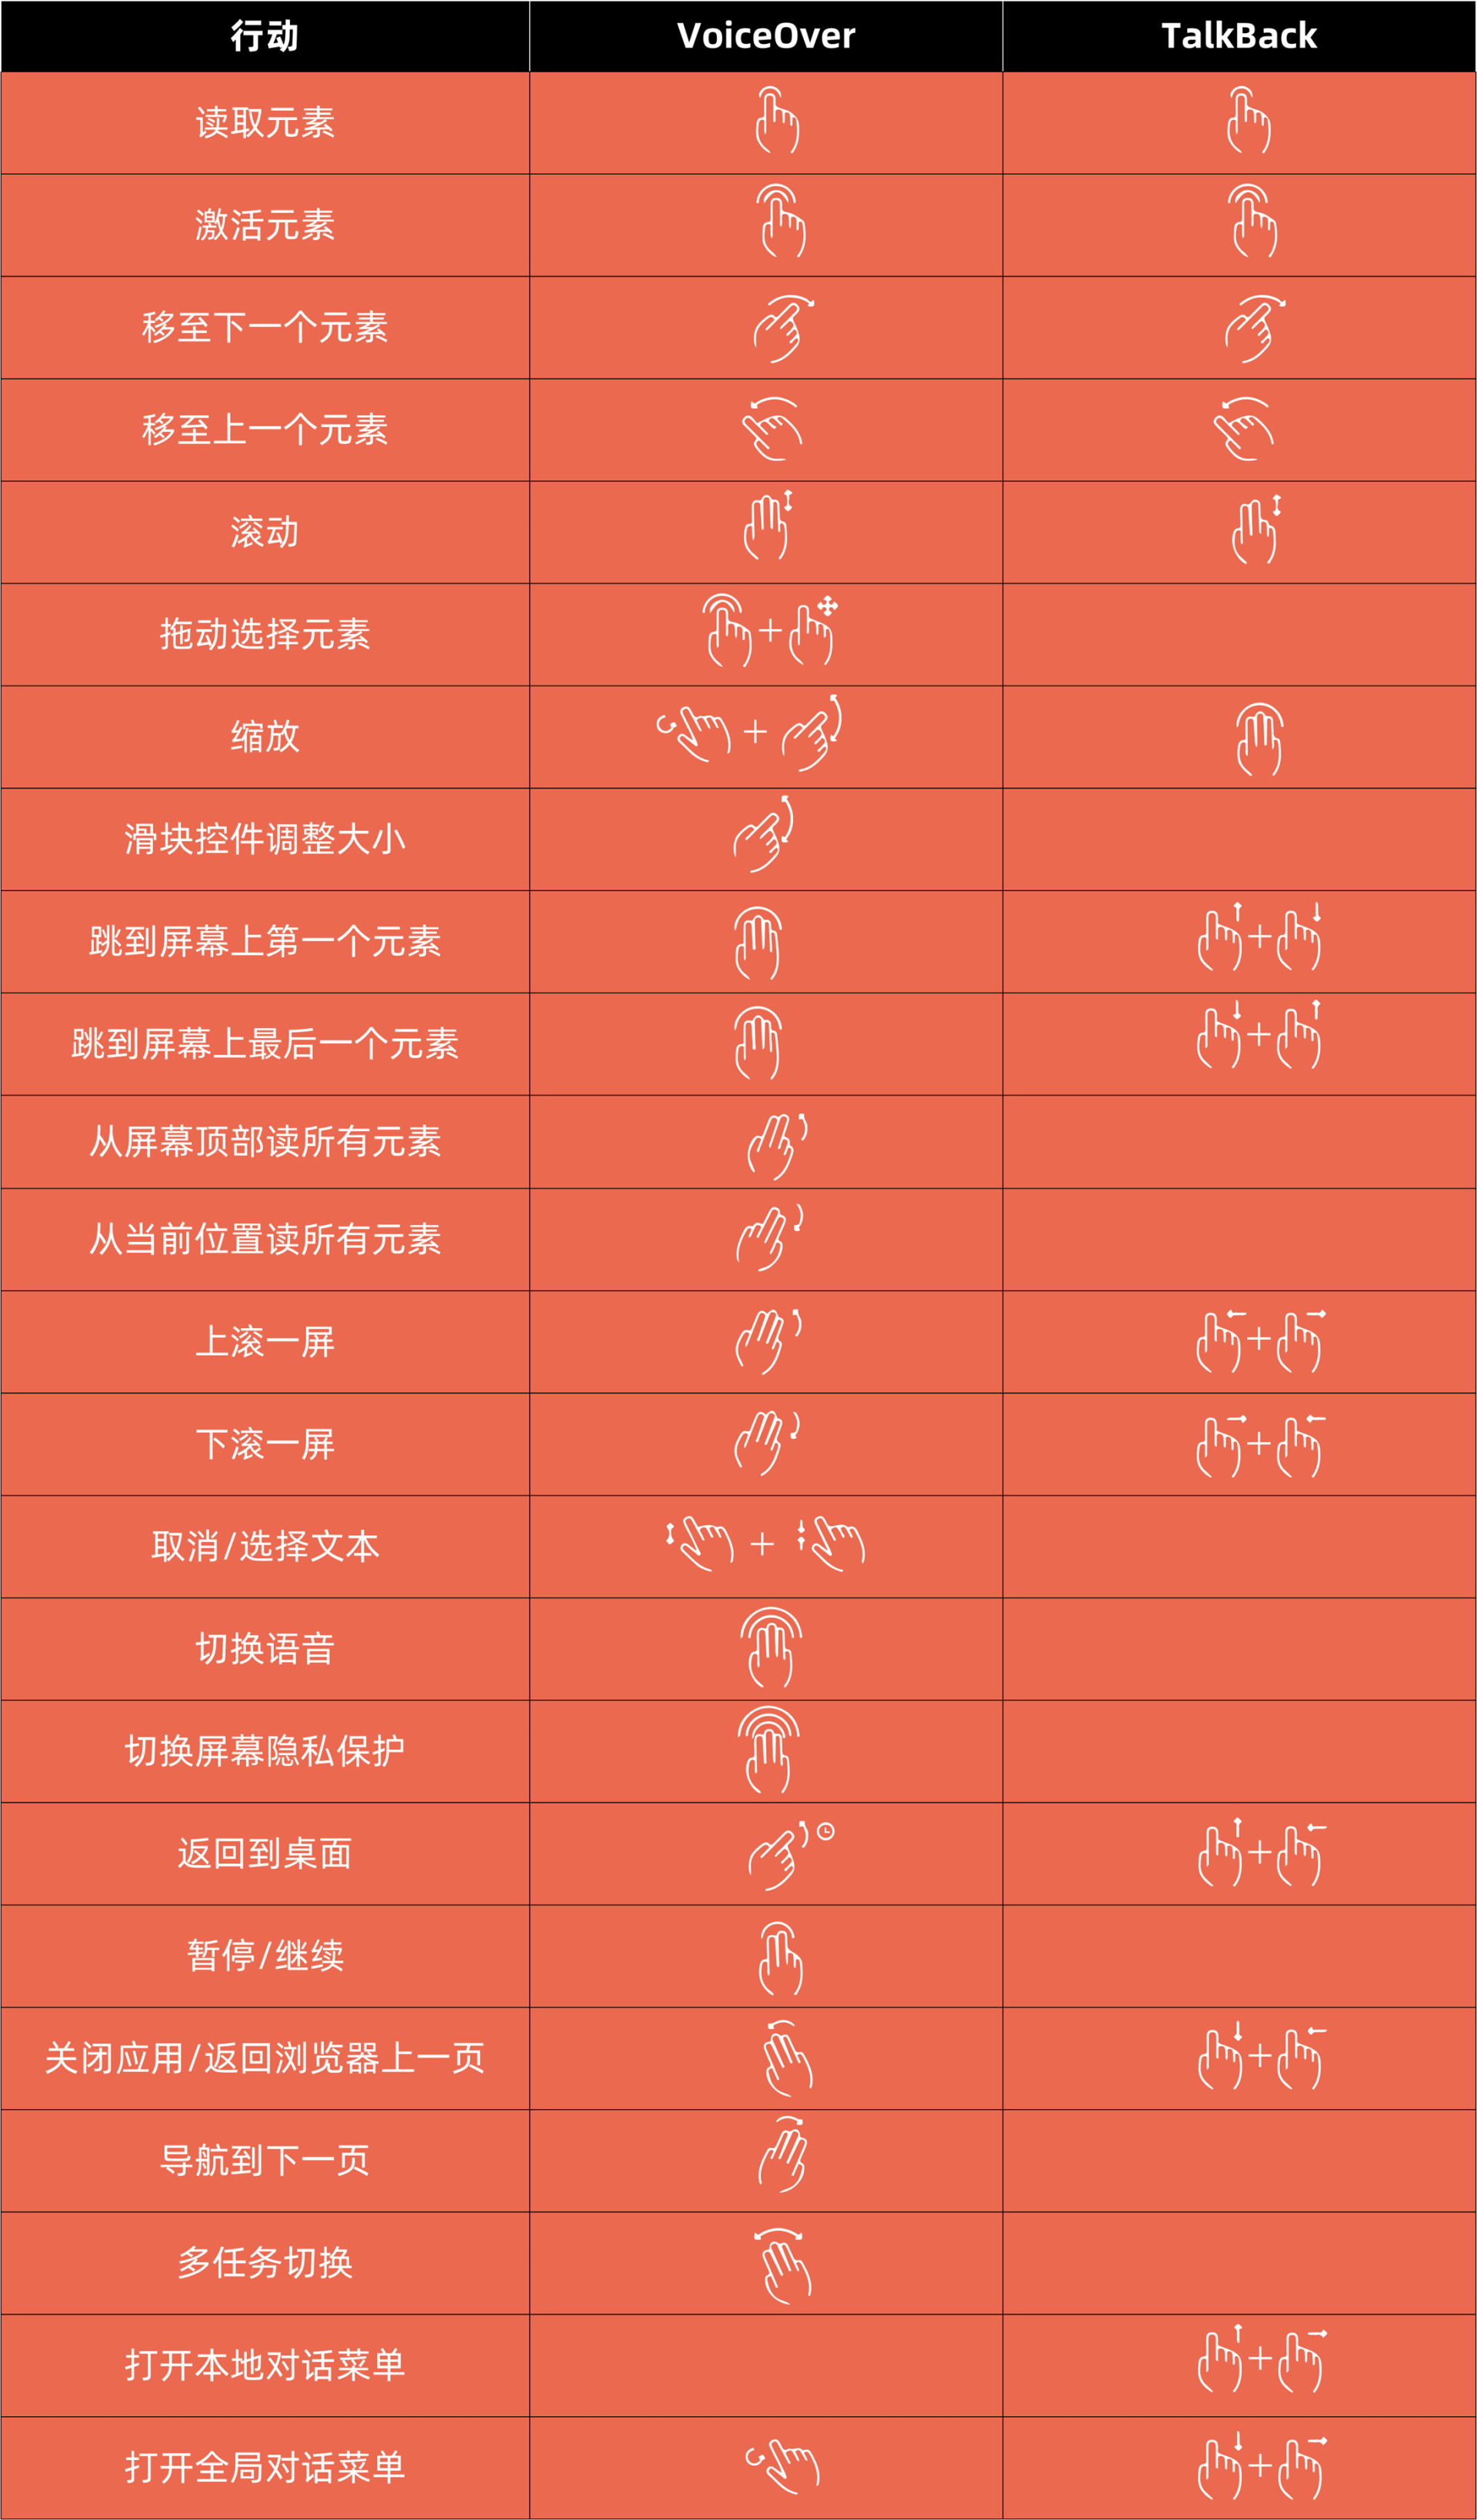 行动 VoiceOver TalkBack
读取元素
激活元素
移至下一个元素
移至上一个元素
滚动
拖动选择元素
缩放
滑块控件调整大小
跳到屏幕上第一个元素
跳到屏幕上最后一个元素
从屏幕顶部读所有元素
从当前位置读所有元素
上滚一屏
下滚一屏
取消/选择文本
切换语音
切换屏幕隐私保护
返回到桌面
暂停/继续
关闭应用/返回浏览器上一页
导航到下一页
多任务切换
打开本地对话菜单
打开全局对话菜单